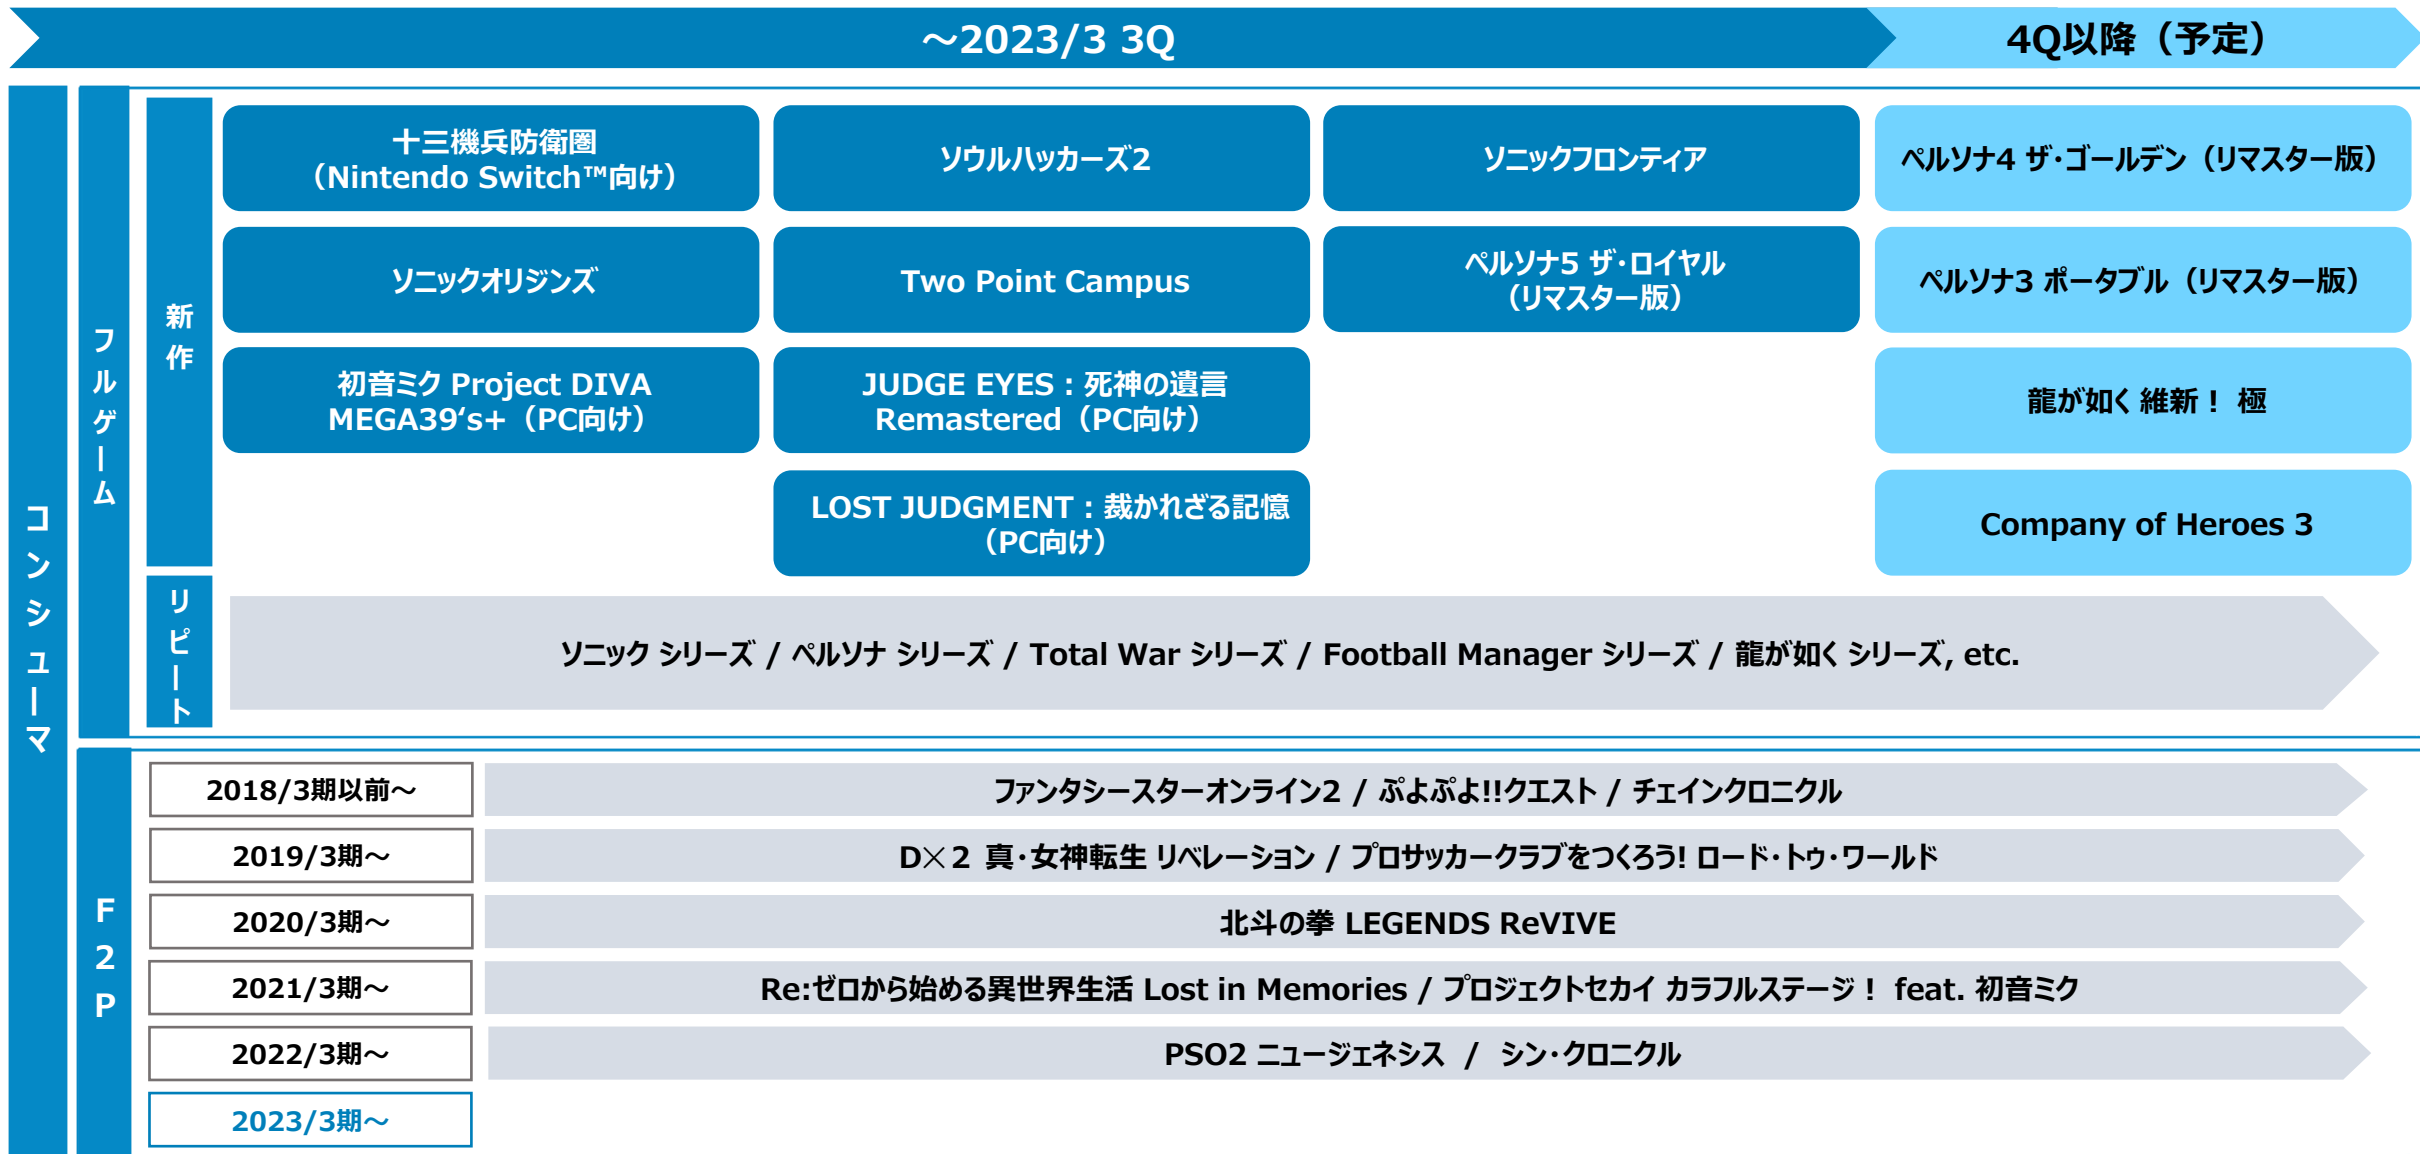 ～2023/3 3Q
4Q以降（予定）
コンシューマ
フルゲーム
新作
十三機兵防衛圏
（Nintendo Switch™向け）
ソウルハッカーズ2
ソニックフロンティア
ペルソナ4 ザ・ゴールデン（リマスター版）
ソニックオリジンズ
Two Point Campus
ペルソナ5 ザ・ロイヤル
（リマスター版）
ペルソナ3 ポータブル（リマスター版）
初音ミク Project DIVA
MEGA39‘s+（PC向け）
JUDGE EYES：死神の遺言
Remastered（PC向け）
龍が如く 維新！ 極
LOST JUDGMENT：裁かれざる記憶
（PC向け）
Company of Heroes 3
リピート
ソニック シリーズ / ペルソナ シリーズ / Total War シリーズ / Football Manager シリーズ / 龍が如く シリーズ, etc.
F2P
2018/3期以前～
ファンタシースターオンライン2 / ぷよぷよ!!クエスト / チェインクロニクル
2019/3期～
D×2 真・女神転生 リベレーション / プロサッカークラブをつくろう! ロード・トゥ・ワールド
2020/3期～
北斗の拳 LEGENDS ReVIVE
2021/3期～
Re:ゼロから始める異世界生活 Lost in Memories / プロジェクトセカイ カラフルステージ！ feat. 初音ミク
2022/3期～
PSO2 ニュージェネシス / シン・クロニクル
2023/3期～